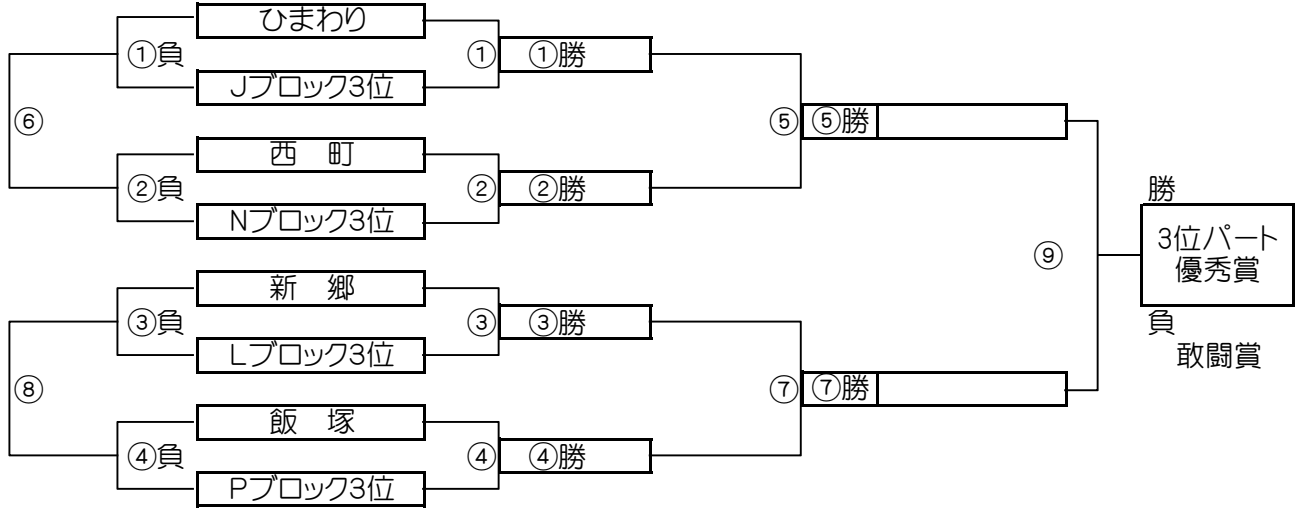 ひまわり
①負
①
①勝
Jブロック3位
⑥
⑤
⑤勝
西　町
②負
②
②勝
Nブロック3位
勝
3位パート
優秀賞
⑨
新　郷
③負
③
③勝
負
敢闘賞
Lブロック3位
⑧
⑦
⑦勝
飯　塚
④負
④
④勝
Pブロック3位